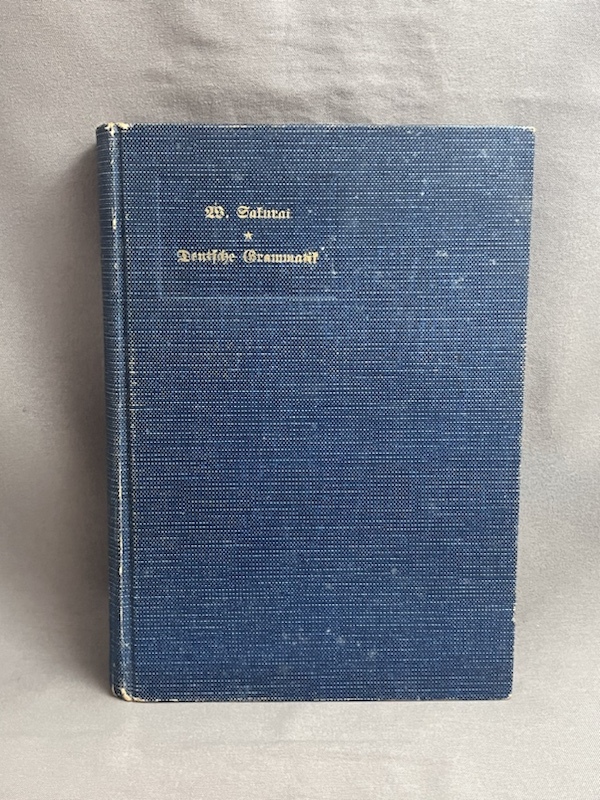 W. Sakurai
★
Deutsche Grammatik